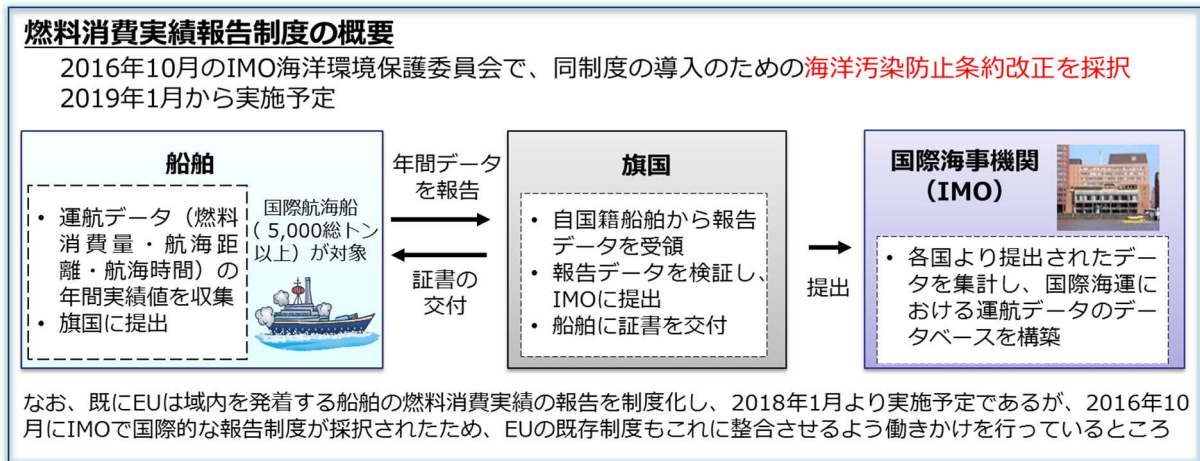 燃料消費実績報告制度の概要
2016年10月のIMO海洋環境保護委員会で、同制度の導入のための海洋汚染防止条約改正を採択
2019年1月から実施予定
船舶
• 運航データ（燃料
消費量・航海距
離・航海時間）の
年間実績値を収集
• 旗国に提出
国際航海船
（ 5,000総トン
以上）が対象
年間データ
を報告
証書の
交付
旗国
• 自国籍船舶から報告
データを受領
• 報告データを検証し、
IMOに提出
• 船舶に証書を交付
提出
国際海事機関
（IMO）
• 各国より提出されたデー
タを集計し、国際海運に
おける運航データのデー
タベースを構築
なお、既にEUは域内を発着する船舶の燃料消費実績の報告を制度化し、2018年1月より実施予定であるが、2016年10
月にIMOで国際的な報告制度が採択されたため、EUの既存制度もこれに整合させるよう働きかけを行っているところ